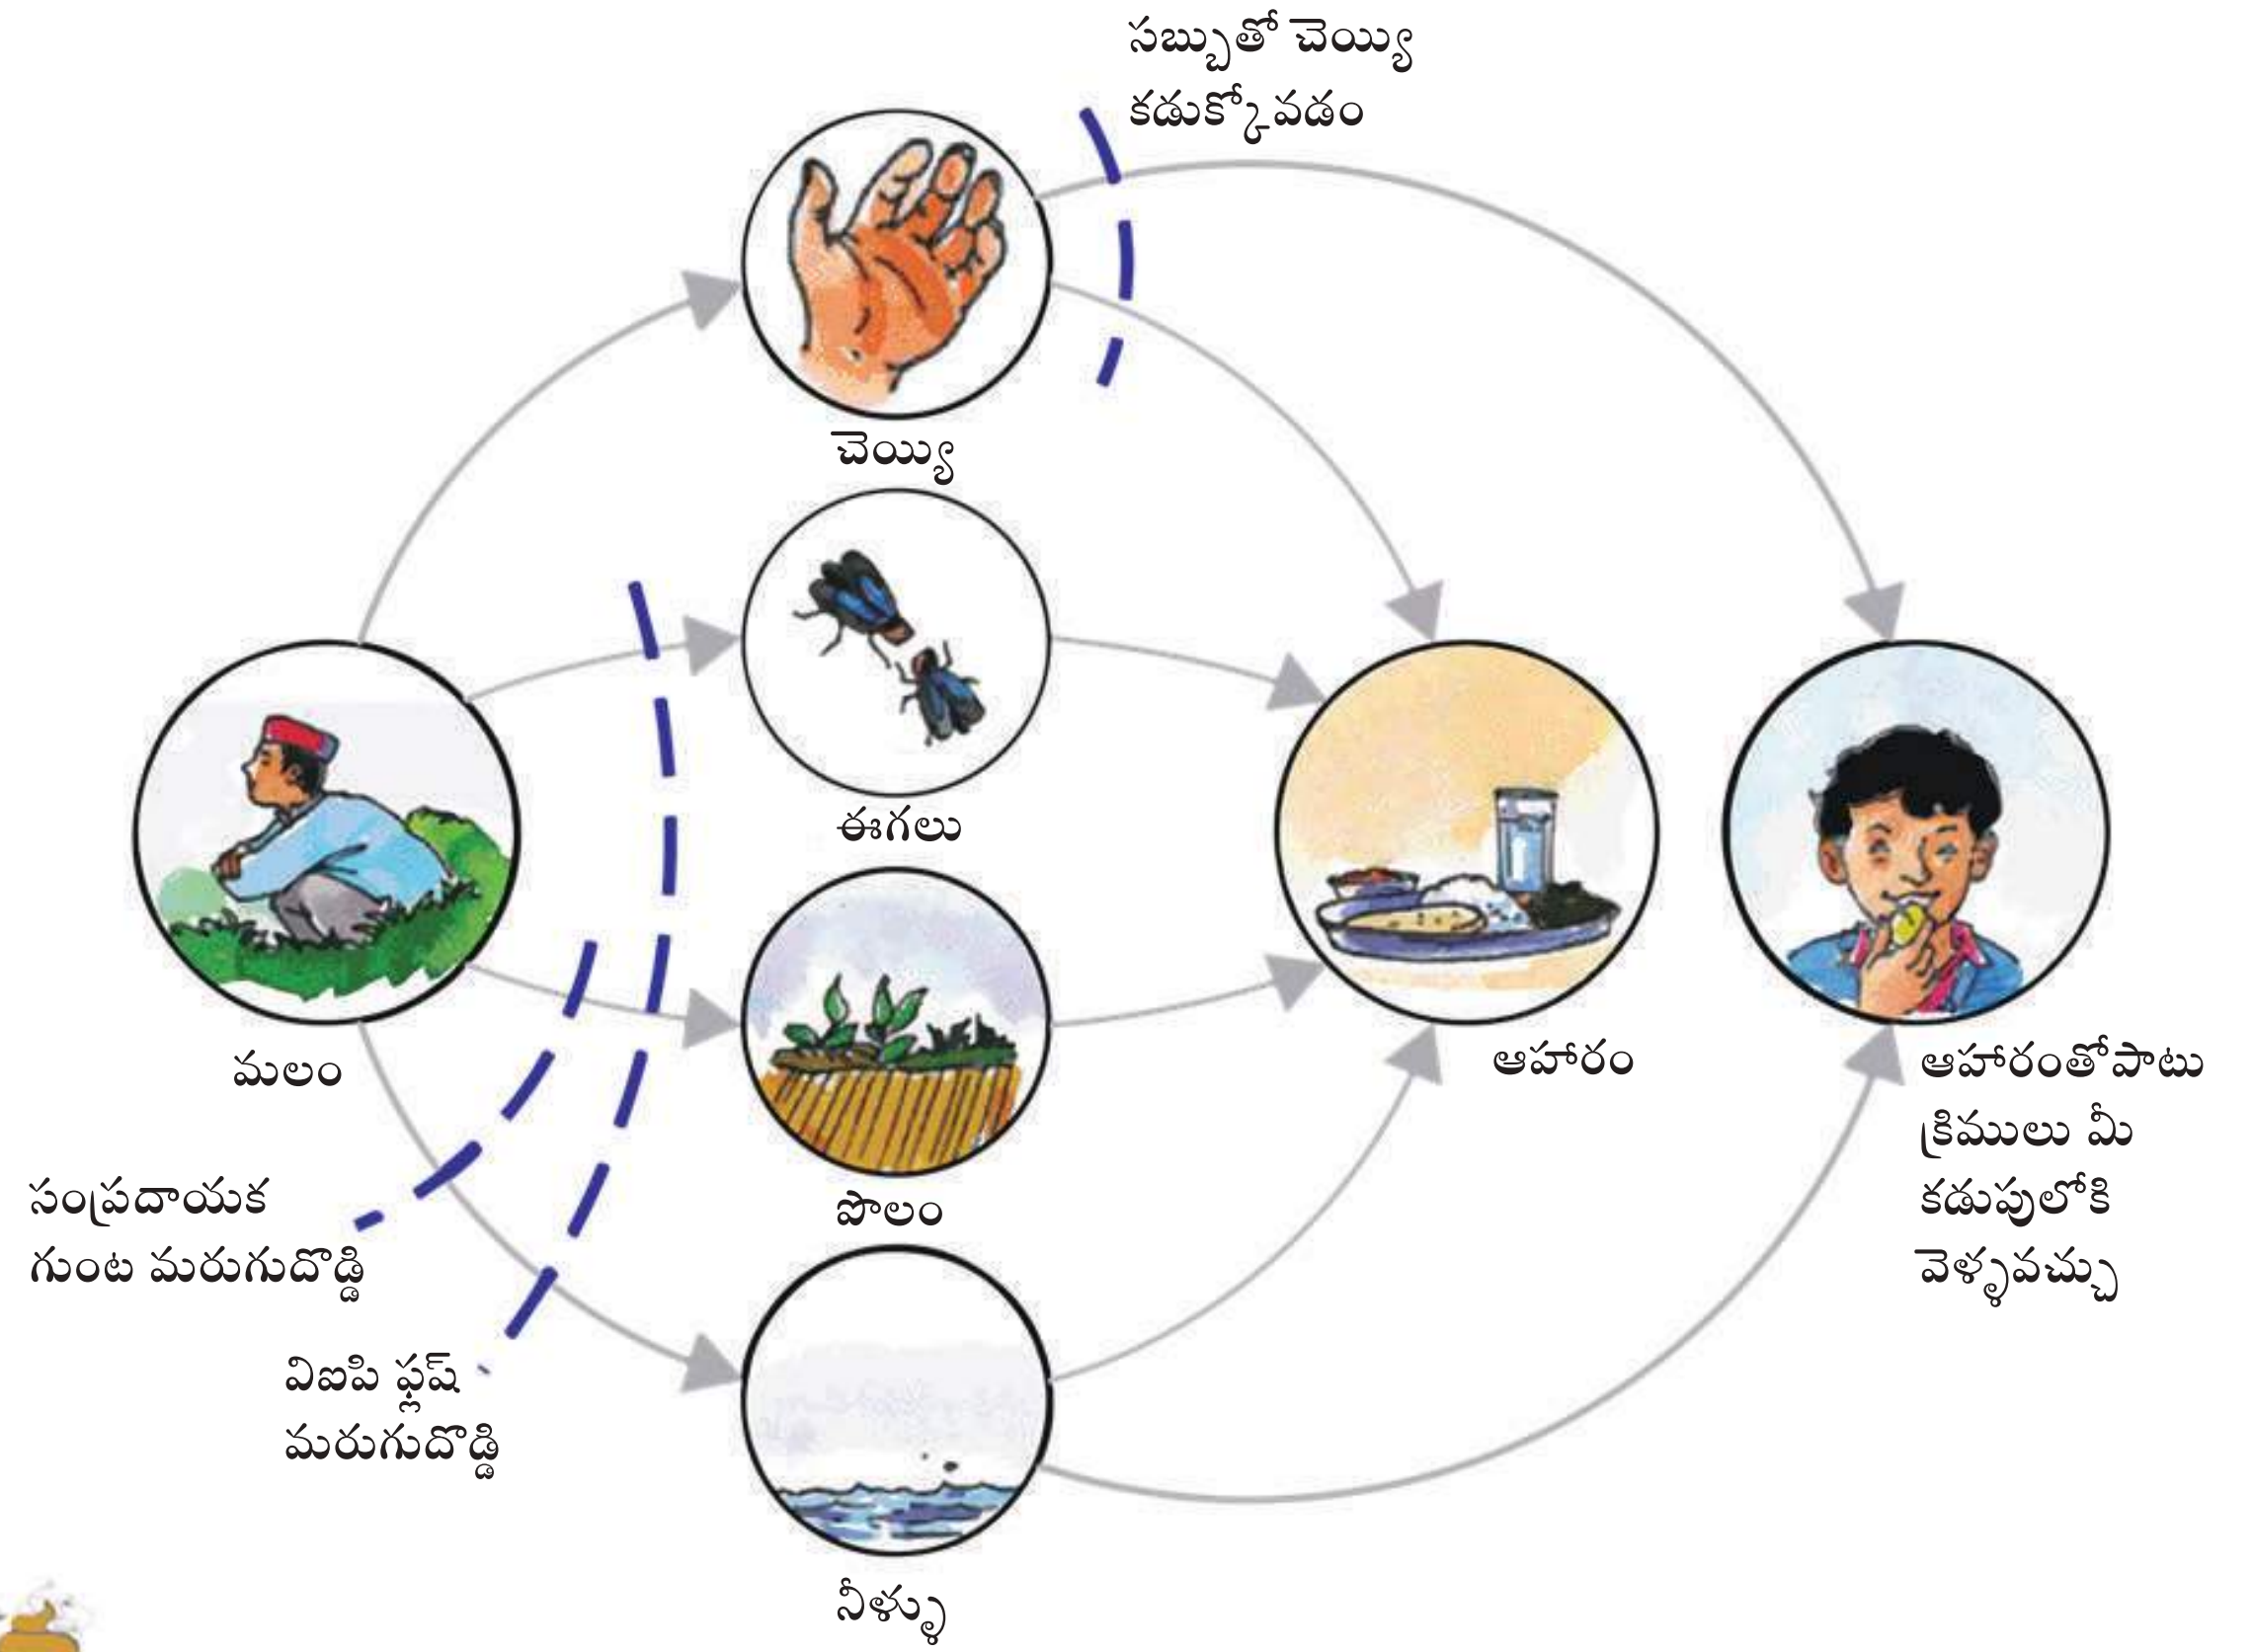 సబ్బుతో చెయ్యి
కడుక్కోవడం
చెయ్యి
ఈగలు
మలం
ఆహారం
ఆహారంతోపాటు
క్రిములు మీ
కడుపులోకి
వెళ్ళవచ్చు
పొలం
సంప్రదాయక
గుంట మరుగుదొడ్డి
విఐపి ఫ్లష్
మరుగుదొడ్డి
నీళ్ళు